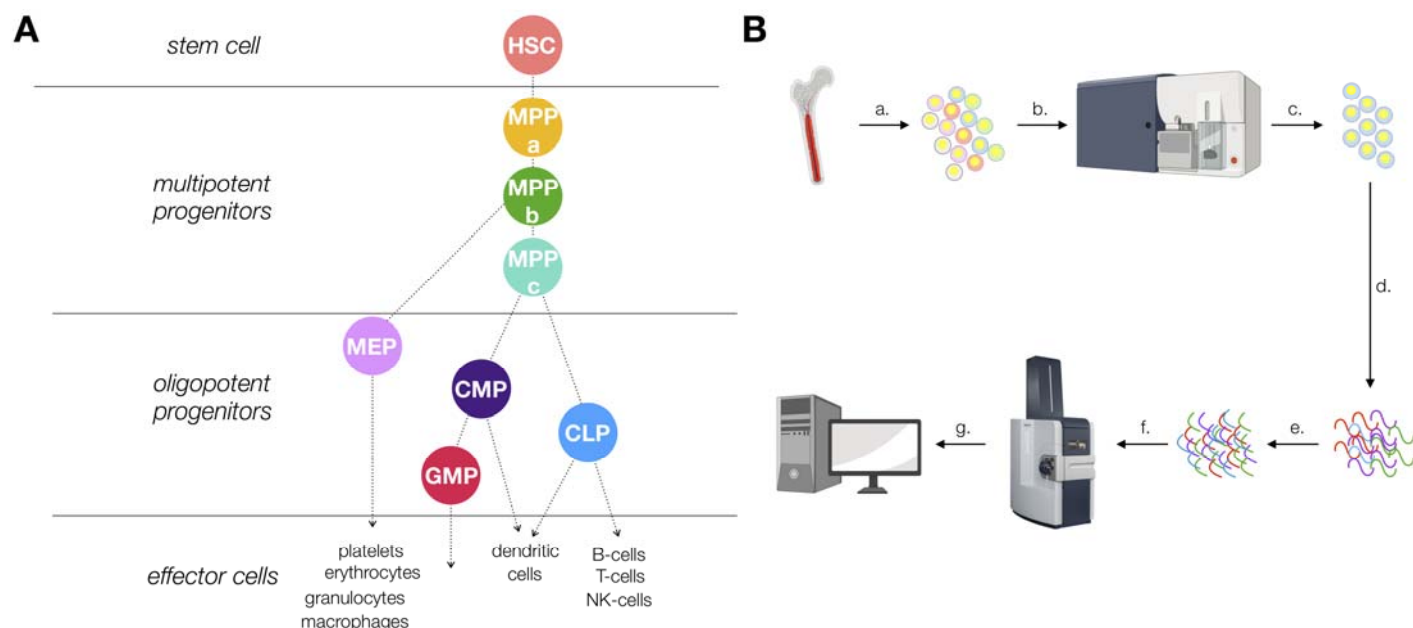 A
stem cell
HSC
MPP
a
multipotent
progenitors
MPP
b
MPP
c
MEP
oligopotent
progenitors
CMP
CLP
GMP
effector cells
platelets
erythrocytes
granulocytes
macrophages
dendritic
cells
B-cells
T-cells
NK-cells
B
a.
b.
c.
d.
e.
f.
g.